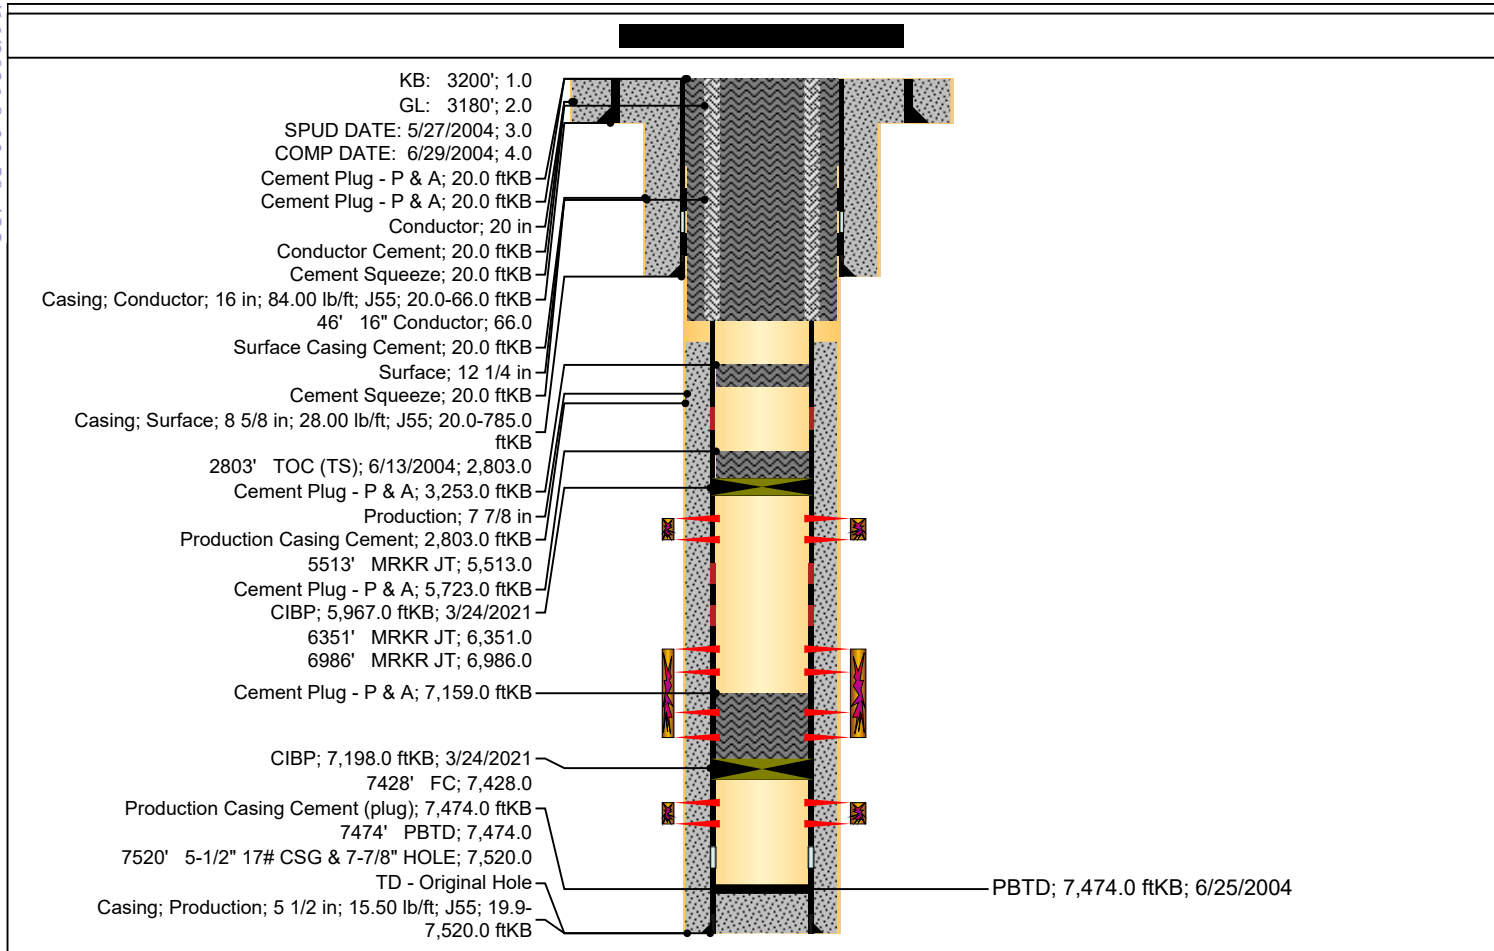 KB: 3200'; 1.0
GL: 3180'; 2.0
SPUD DATE: 5/27/2004; 3.0
COMP DATE: 6/29/2004; 4.0
Cement Plug - P & A; 20.0 ftKB
Cement Plug - P & A; 20.0 ftKB
Conductor; 20 in
Conductor Cement; 20.0 ftKB
Cement Squeeze; 20.0 ftKB
Casing; Conductor; 16 in; 84.00 lb/ft; J55; 20.0-66.0 ftKB
46' 16" Conductor; 66.0
Surface Casing Cement; 20.0 ftKB
Surface; 12 1/4 in
Cement Squeeze; 20.0 ftKB
Casing; Surface; 8 5/8 in; 28.00 lb/ft; J55; 20.0-785.0
ftKB
2803' TOC (TS); 6/13/2004; 2,803.0
Cement Plug - P & A; 3,253.0 ftKB
Production; 7 7/8 in
Production Casing Cement; 2,803.0 ftKB
5513' MRKR JT; 5,513.0
Cement Plug - P & A; 5,723.0 ftKB
CIBP; 5,967.0 ftKB; 3/24/2021
6351' MRKR JT; 6,351.0
6986' MRKR JT; 6,986.0
Cement Plug - P & A; 7,159.0 ftKB
CIBP; 7,198.0 ftKB; 3/24/2021
7428' FC; 7,428.0
Production Casing Cement (plug); 7,474.0 ftKB
7474' PBTD; 7,474.0
7520' 5-1/2" 17# CSG & 7-7/8" HOLE; 7,520.0
TD - Original Hole
Casing; Production; 5 1/2 in; 15.50 lb/ft; J55; 19.9-
7,520.0 ftKB
PBTD; 7,474.0 ftKB; 6/25/2004